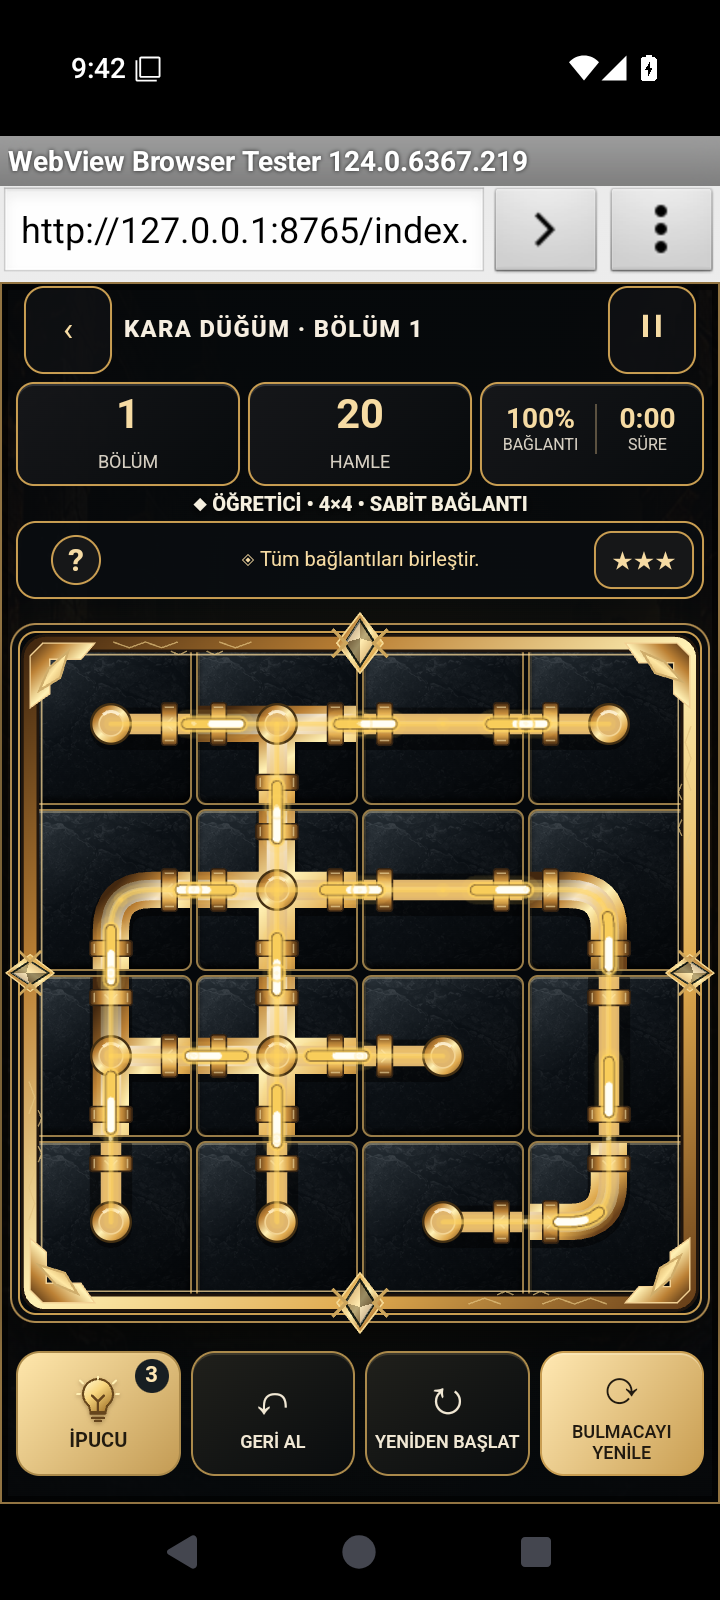 9:42
WebView Browser Tester 124.0.6367.219
http://127.0.0.1:8765/index.
‹ KARA DÜĞÜM · BÖLÜM 1
1 20 100% 0:00
BÖLÜM HAMLE BAĞLANTI SÜRE
◆ ÖĞRETİCİ • 4×4 • SABİT BAĞLANTI
? ◈ Tüm bağlantıları birleştir. ★★★
3
İPUCU GERİ AL YENİDEN BAŞLAT BULMACAYI
YENİLE